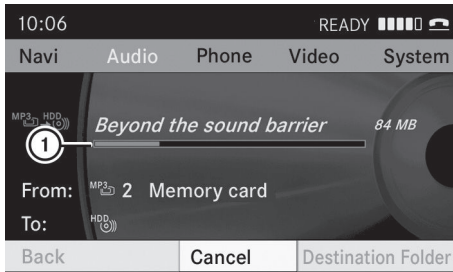 10:06 READY
Navi Audio Phone Video System
MP3 HDD
Beyond the sound barrier 84 MB
1
From: MP3 2 Memory card
To: HDD
Back Cancel Destination Folder